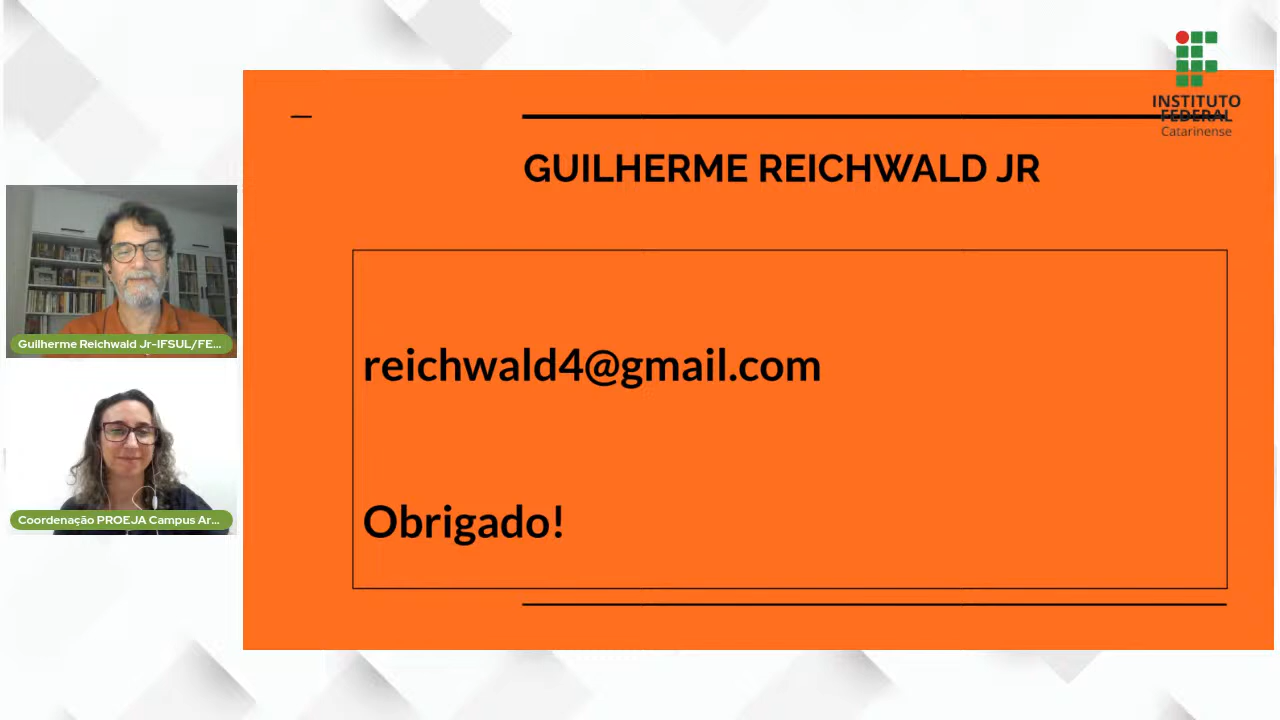 INSTITUTO
FEDERAL
Catarinense
GUILHERME REICHWALD JR
reichwald4@gmail.com
Obrigado!
Guilherme Reichwald Jr-IFSUL/FE...
Coordenação PROEJA Campus Ar...